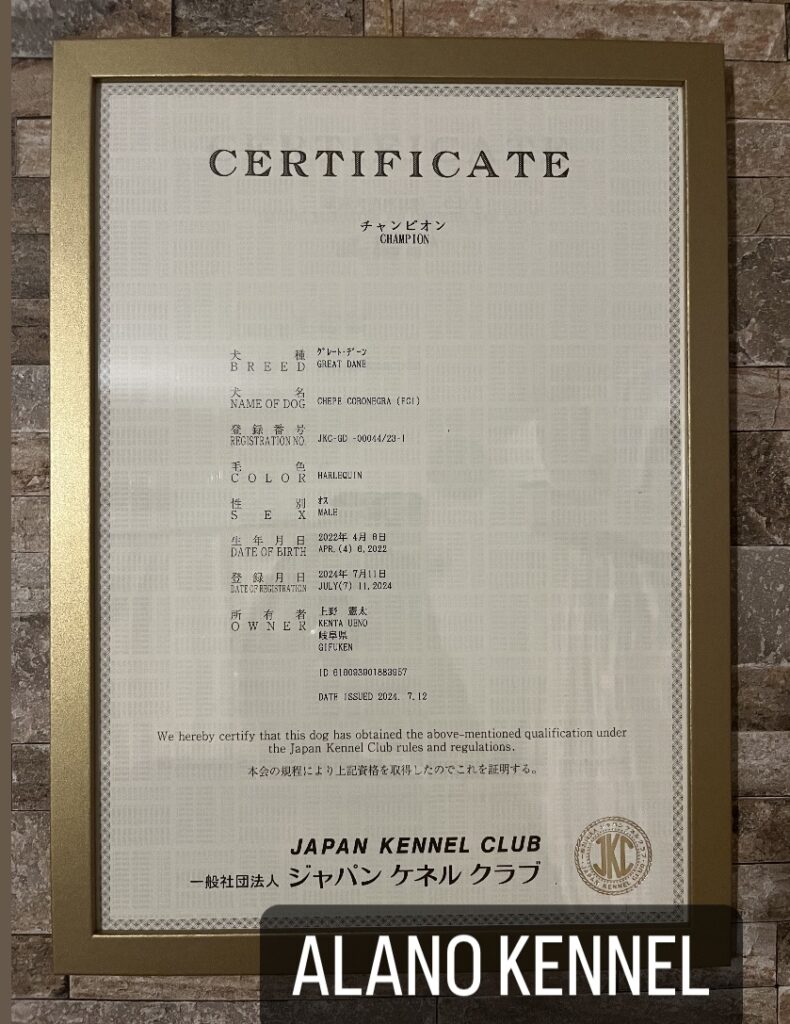 CERTIFICATE
チャンピオン
CHAMPION
犬種 グレート・デーン
BREED GREAT DANE
犬名
NAME OF DOG CHEPE CORONEGRA (FCI)
登録番号
REGISTRATION NO. JKC-GD -00044/23-I
毛色
COLOR HARLEQUIN
性別 オス
SEX MALE
生年月日 2022年 4月 6日
DATE OF BIRTH APR.(4) 6,2022
登録月日 2024年 7月11日
DATE OF REGISTRATION JULY(7) 11,2024
所有者 上野 憲太
OWNER KENTA UENO
岐阜県
GIFUKEN
ID 610093901883957
DATE ISSUED 2024. 7.12
We hereby certify that this dog has obtained the above-mentioned qualification under
the Japan Kennel Club rules and regulations.
本会の規程により上記資格を取得したのでこれを証明する。
JAPAN KENNEL CLUB
一般社団法人 ジャパン ケネル クラブ
JKC
JAPAN KENNEL CLUB
ALANO KENNEL